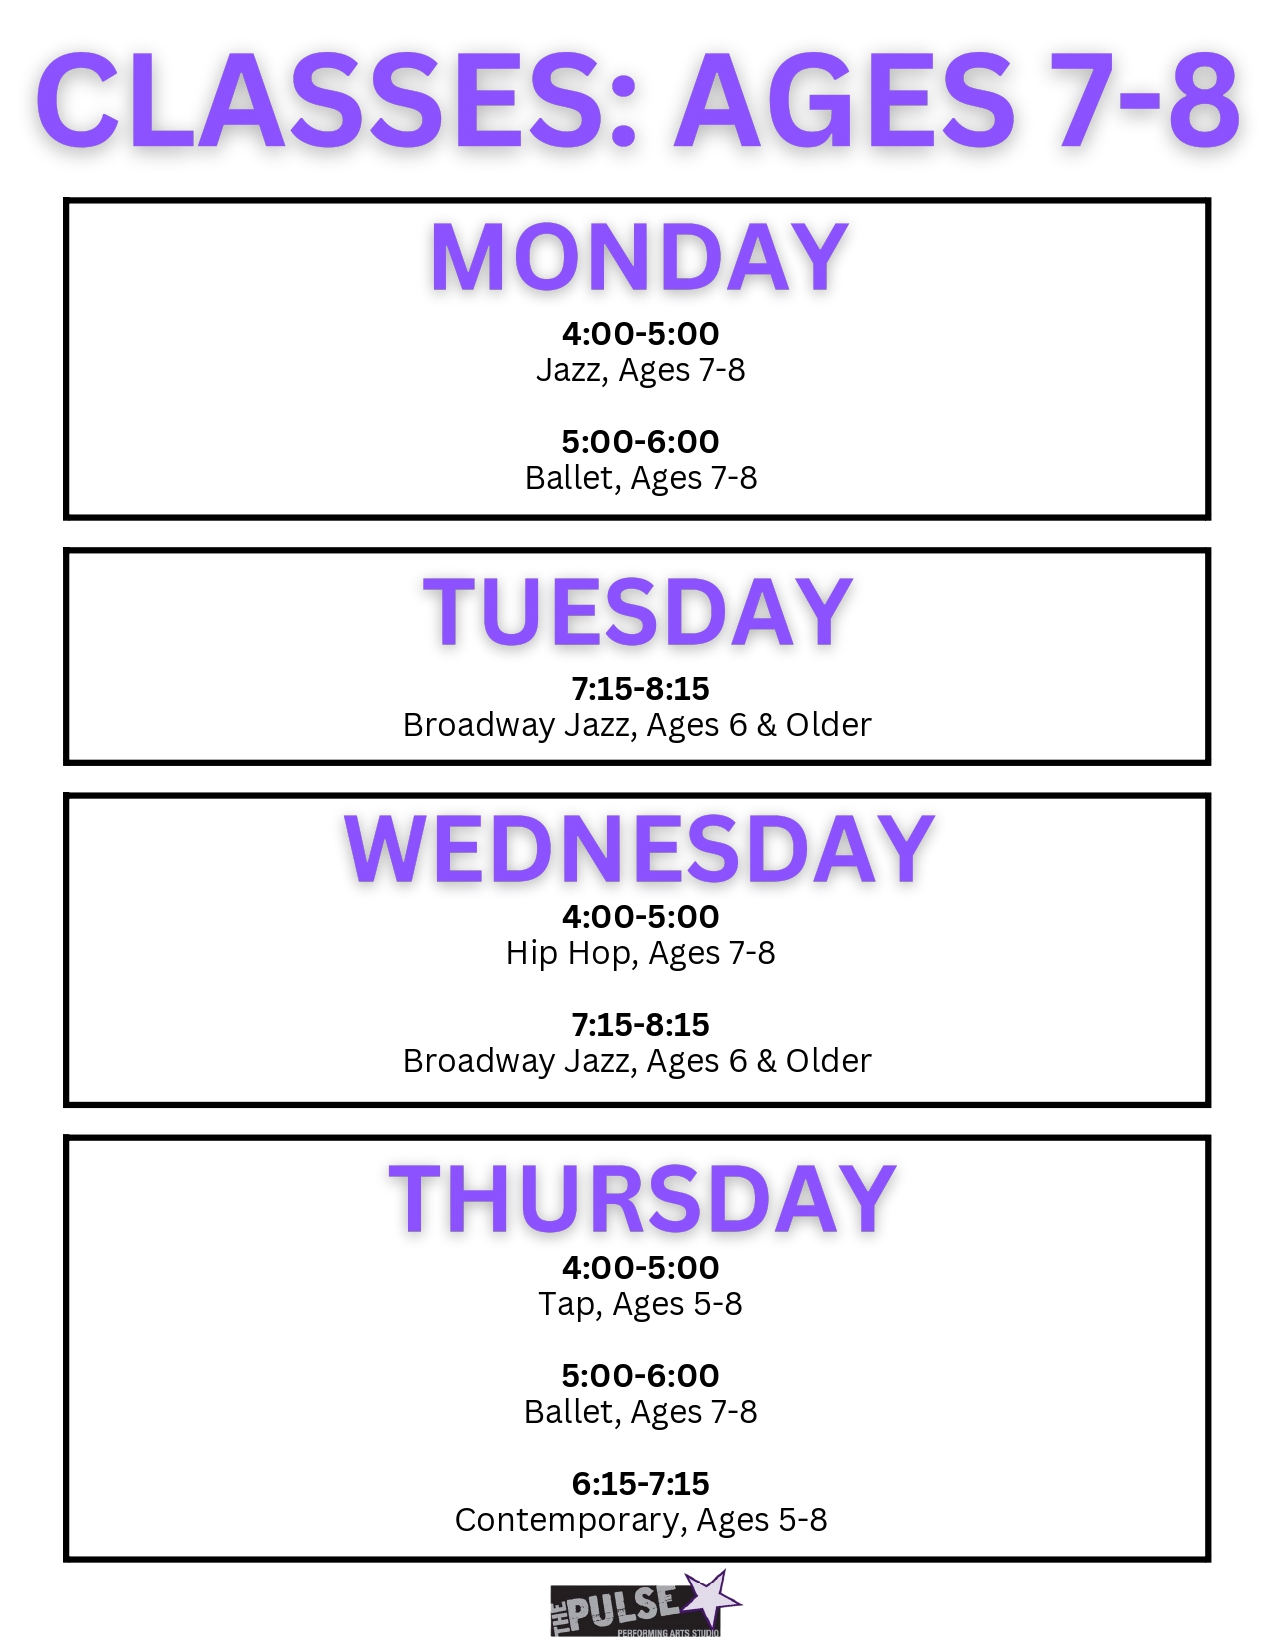 CLASSES: AGES 7-8
MONDAY
4:00-5:00
Jazz, Ages 7-8
5:00-6:00
Ballet, Ages 7-8
TUESDAY
7:15-8:15
Broadway Jazz, Ages 6 & Older
WEDNESDAY
4:00-5:00
Hip Hop, Ages 7-8
7:15-8:15
Broadway Jazz, Ages 6 & Older
THURSDAY
4:00-5:00
Tap, Ages 5-8
5:00-6:00
Ballet, Ages 7-8
6:15-7:15
Contemporary, Ages 5-8
THE PULSE
PERFORMING ARTS STUDIO